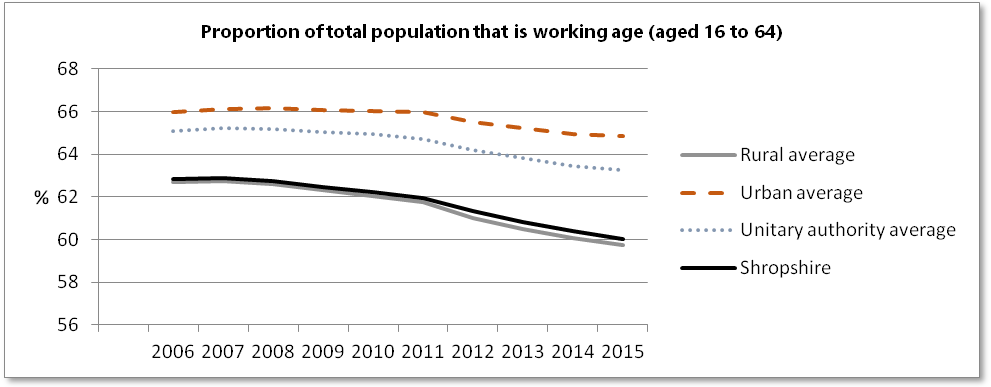 Proportion of total population that is working age (aged 16 to 64)
68
66
64
62
60
58
56
%
2006 2007 2008 2009 2010 2011 2012 2013 2014 2015
Rural average
Urban average
Unitary authority average
Shropshire